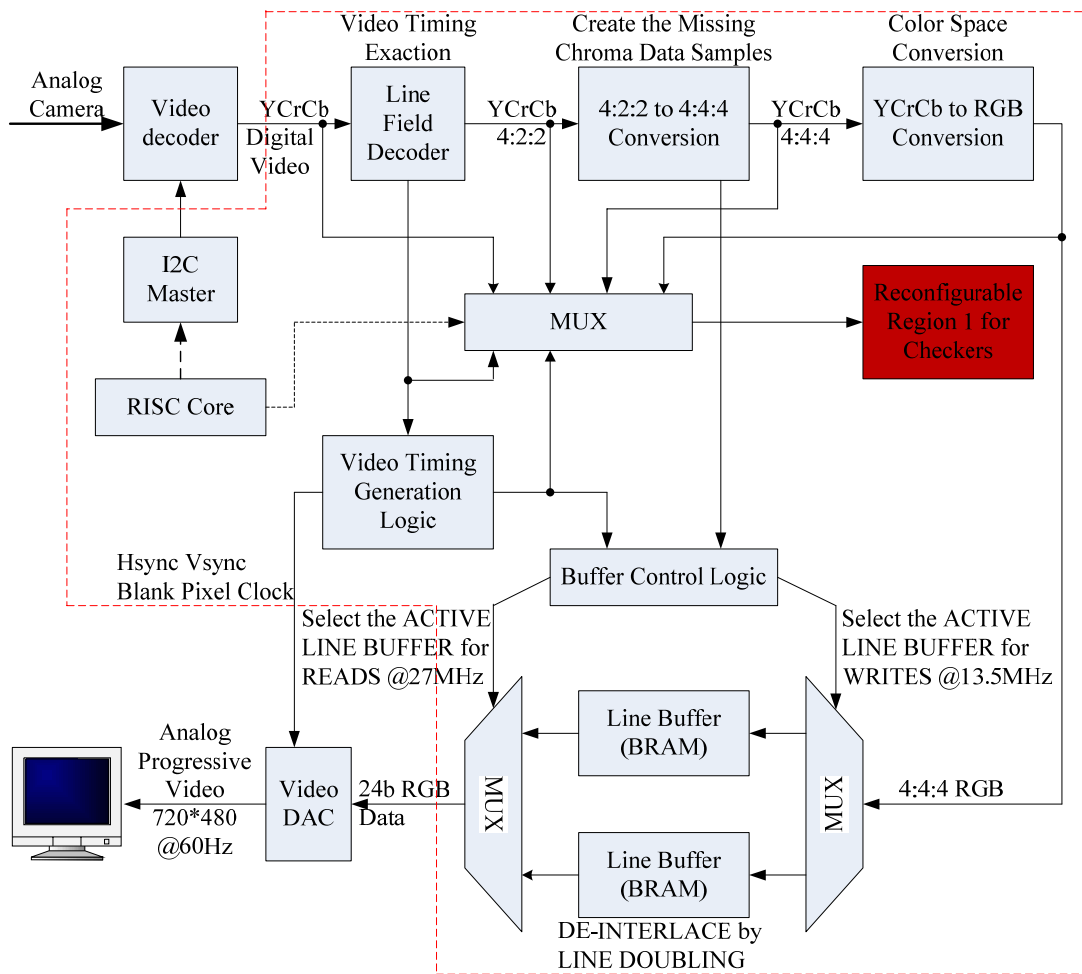 Video Timing
Exaction
Create the Missing
Chroma Data Samples
Color Space
Conversion
Analog
Camera
Video
decoder
YCrCb
Digital
Video
Line
Field
Decoder
YCrCb
4:2:2
4:2:2 to 4:4:4
Conversion
YCrCb
4:4:4
YCrCb to RGB
Conversion
I2C
Master
MUX
Reconfigurable
Region 1 for
Checkers
RISC Core
Video Timing
Generation
Logic
Hsync Vsync
Blank Pixel Clock
Buffer Control Logic
Select the ACTIVE
LINE BUFFER for
READS @27MHz
Select the ACTIVE
LINE BUFFER for
WRITES @13.5MHz
Line Buffer
(BRAM)
Analog
Progressive
Video
720*480
@60Hz
Video
DAC
24b RGB
Data
MUX
MUX
4:4:4 RGB
Line Buffer
(BRAM)
DE-INTERLACE by
LINE DOUBLING